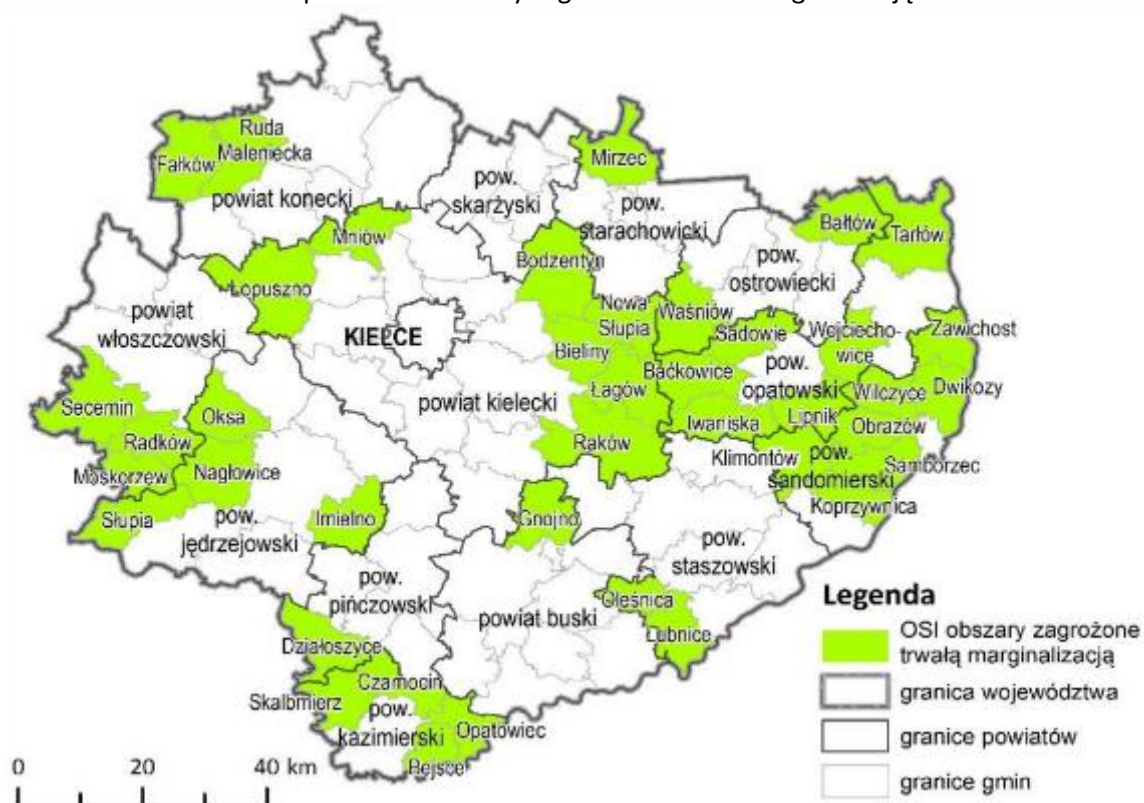 Ruda
Maleniecka
Fałków
powiat konecki
Mirzec
pow.
skarżyski
pow.
starachowicki
Mniów
Bodzentyn
Bałtów
Tarłów
pow.
ostrowiecki
Łopuszno
powiat
włoszczowski
KIELCE
Nowa
Słupia
Waśniów
Sadowie
Wojciecho-
wice
Zawichost
Bieliny
Baćkowice
pow.
opatowski
Łagów
Wilczyce
Dwikozy
powiat kielecki
Secemin
Oksa
Iwaniska
Lipnik
Obrazów
Radków
Raków
Klimontów
pow.
sandomierski
Samborzec
Moskorzew
Nagłowice
Koprzywnica
Słupia
Imielno
Gnojno
pow.
jędrzejowski
pow.
staszowski
pow.
pińczowski
powiat buski
Oleśnica
Łubnice
Działoszyce
Czarnocin
Skalbmierz
pow.
kazimierski
Opatowiec
Bejsce
Legenda
OSI obszary zagrożone
trwałą marginalizacją
granica województwa
granice powiatów
granice gmin
0 20 40 km